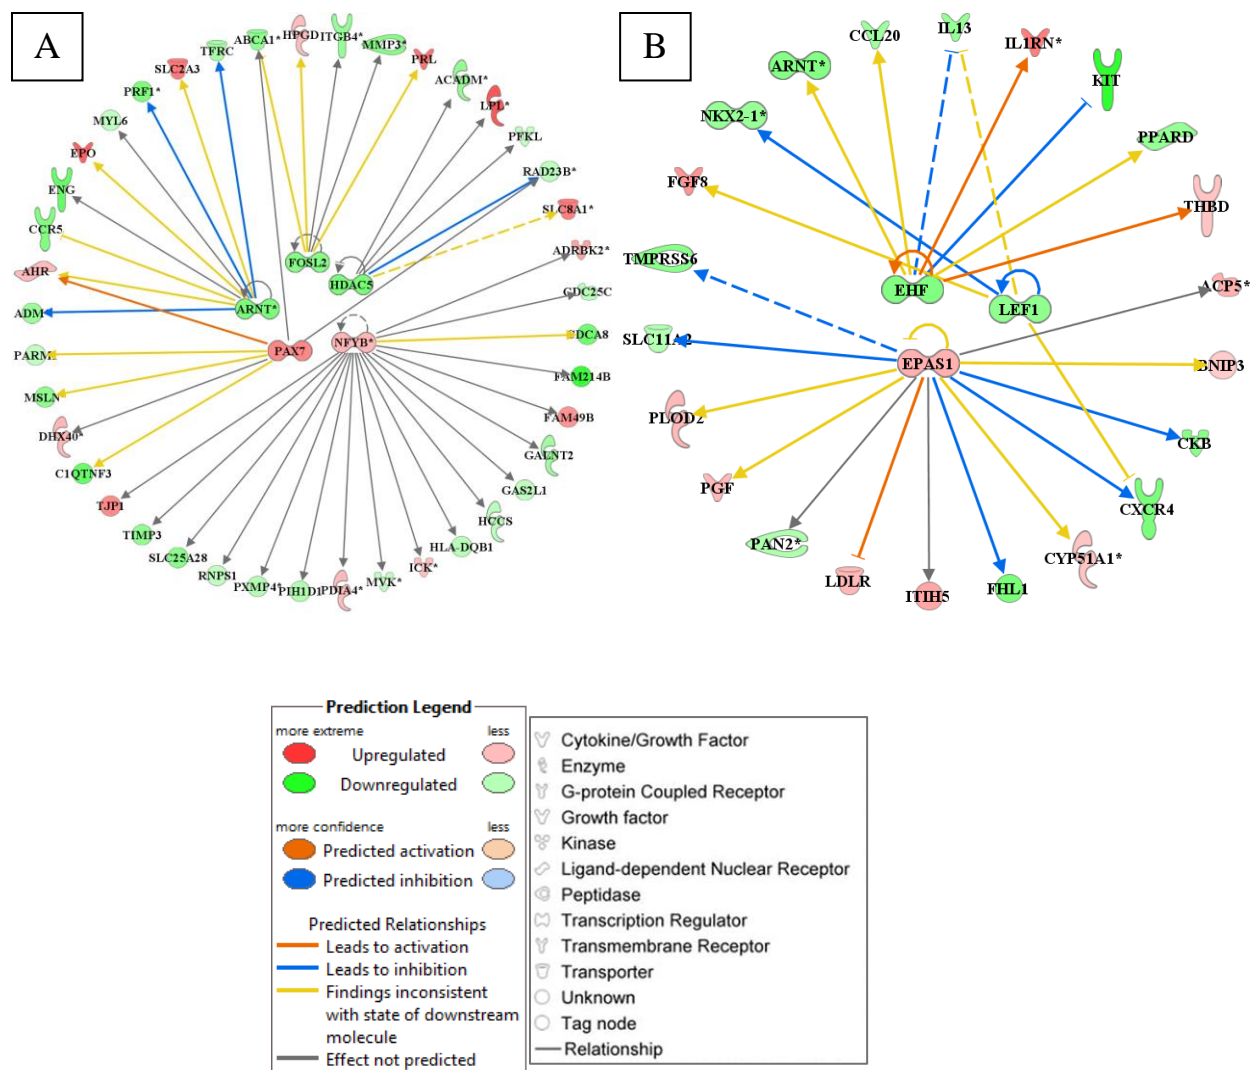 A
ABCA1*
HPGD
ITGB4*
MMP3*
TFRC
PRL
SLC2A3
ACADM*
PRF1*
LPL*
MYL6
PFKL
EPO
RAD23B*
ENG
SLC8A1*
CCR5
FOSL2
ADRBK2*
AHR
HDAC5
CDC25C
ADM
ARNT*
CDCA8
PARM
PAX7
NFYB*
FAM214B
MSLN
FAM49B
DHX40*
GALNT2
C1QTNF3
GAS2L1
TJP1
HCCS
TIMP3
HLA-DQB1
SLC25A28
ICK*
RNPS1
MVK*
PXMP4*
PIH1D1
PDIA4*
B
CCL20
IL13
IL1RN*
ARNT*
KIT
NKX2-1*
PPARD
FGF8
THBD
TMPRSS6
EHF
LEF1
ACP5*
SLC11A2
EPAS1
BNIP3
PLOD2
CKB
PGF
CXCR4
PAN2*
CYP51A1*
LDLR
ITIH5
FHL1
Prediction Legend
more extreme less
Upregulated
Downregulated
more confidence less
Predicted activation
Predicted inhibition
Predicted Relationships
Leads to activation
Leads to inhibition
Findings inconsistent
with state of downstream
molecule
Effect not predicted
Cytokine/Growth Factor
Enzyme
G-protein Coupled Receptor
Growth factor
Kinase
Ligand-dependent Nuclear Receptor
Peptidase
Transcription Regulator
Transmembrane Receptor
Transporter
Unknown
Tag node
Relationship